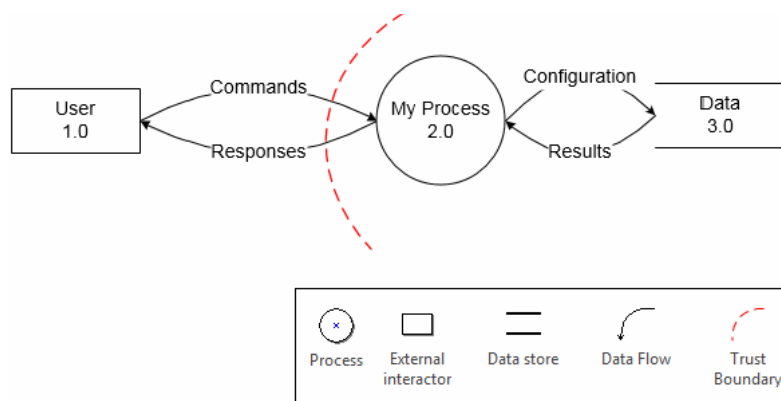 Commands
Configuration
User
1.0
My Process
2.0
Data
3.0
Responses
Results
Process
External
interactor
Data store
Data Flow
Trust
Boundary